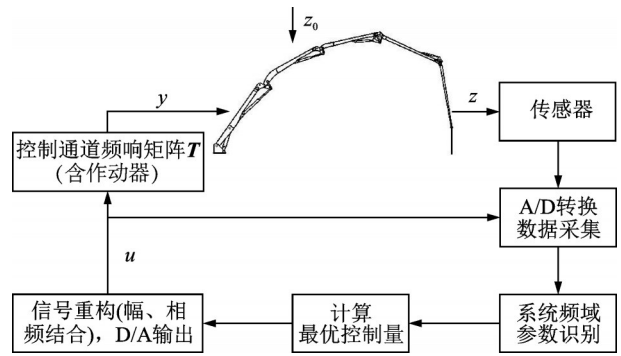 z₀
y
z
传感器
控制通道频响矩阵T
(含作动器)
A/D转换
数据采集
u
信号重构(幅、相
频结合)，D/A输出
计算
最优控制量
系统频域
参数识别